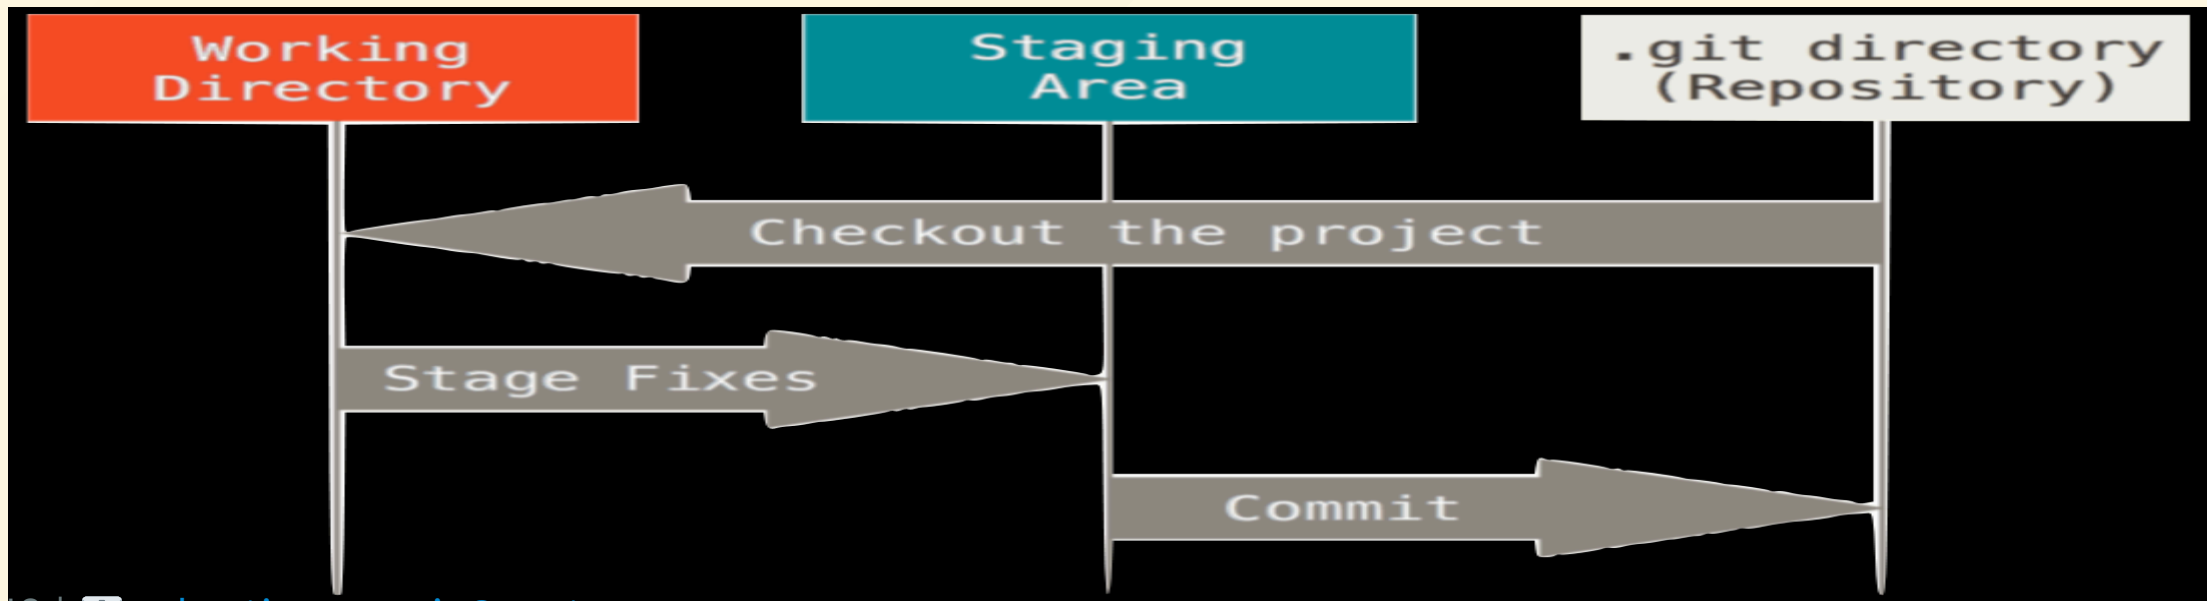 Working
Directory
Staging
Area
.git directory
(Repository)
Checkout the project
Stage Fixes
Commit